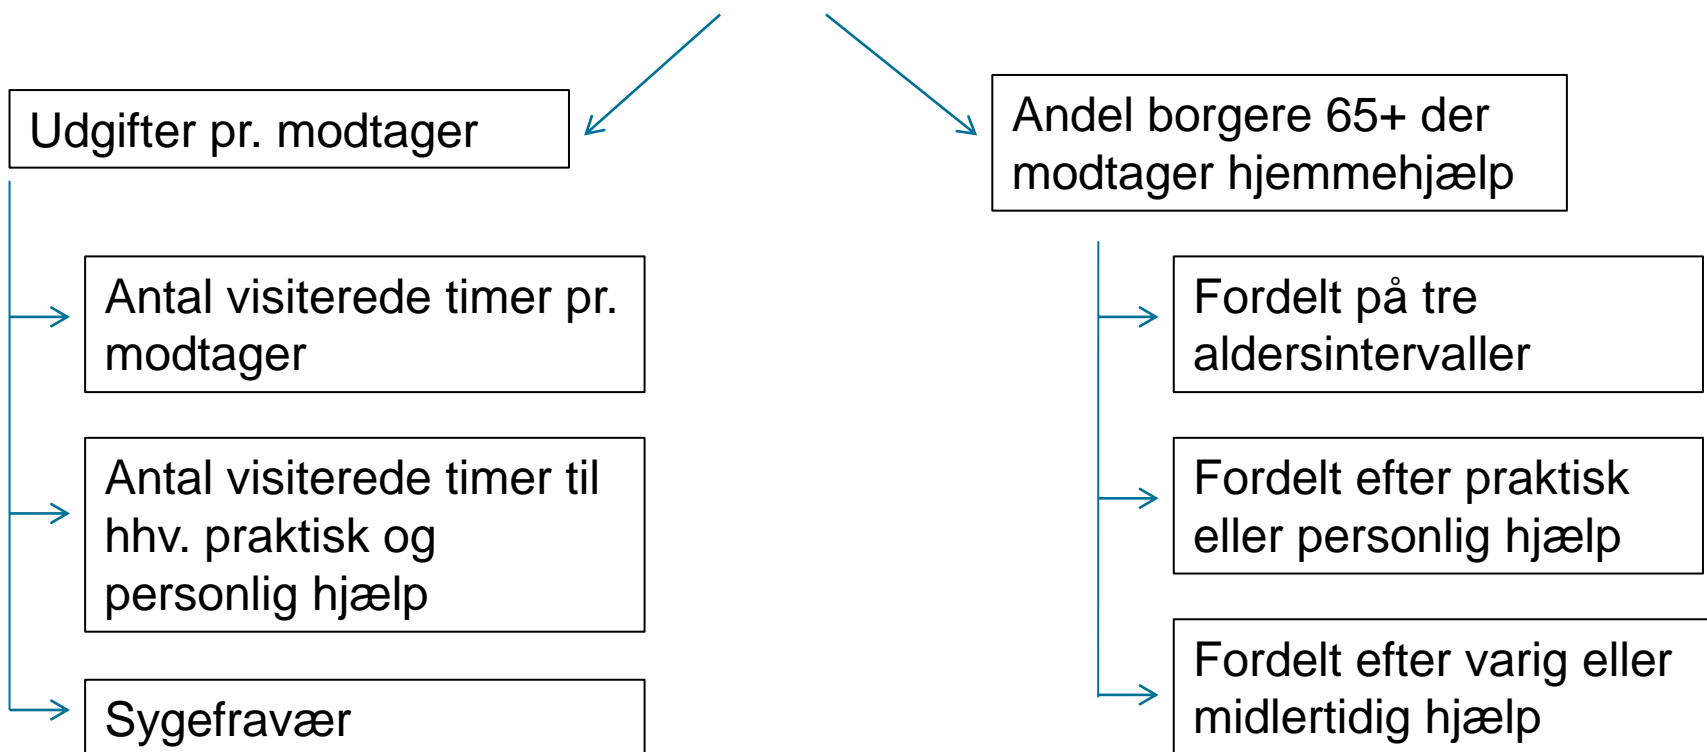 Udgifter pr. modtager
Antal visiterede timer pr.
modtager
Antal visiterede timer til
hhv. praktisk og
personlig hjælp
Sygefravær
Andel borgere 65+ der
modtager hjemmehjælp
Fordelt på tre
aldersintervaller
Fordelt efter praktisk
eller personlig hjælp
Fordelt efter varig eller
midlertidig hjælp